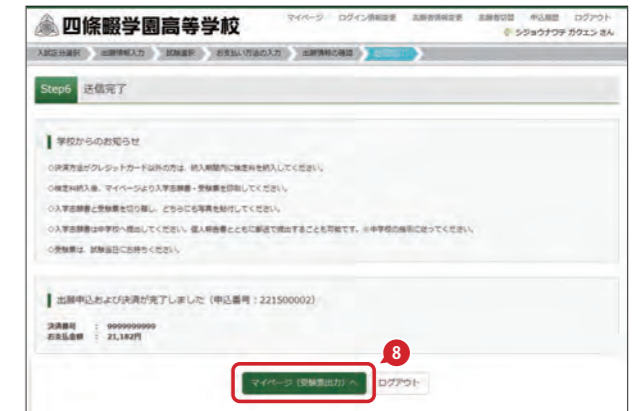 四條畷学園高等学校
マイページ ログイン情報変更 志願者情報変更 志願者切替 申込履歴 ログアウト
シジョウナワテ ガクエン さん
入試区分選択 出願情報入力 試験選択 お支払い方法の入力 出願情報の確認
Step6 送信完了
学校からのお知らせ
○決済方法がクレジットカード以外の方は、納入期間内に検定料を納入してください。
○検定料納入後、マイページより入学志願書・受験票を印刷してください。
○入学志願書と受験票を切り離し、どちらにも写真を貼付してください。
○入学志願書は中学校へ提出してください。個人報告書とともに郵送で提出することも可能です。※中学校の指示に従ってください。
○受験票は、試験当日にお持ちください。
出願申込および決済が完了しました（申込番号：221500002）
決済番号 ： 9999999999
お支払金額 ： 21,182円
8
マイページ（受験票出力）へ ログアウト